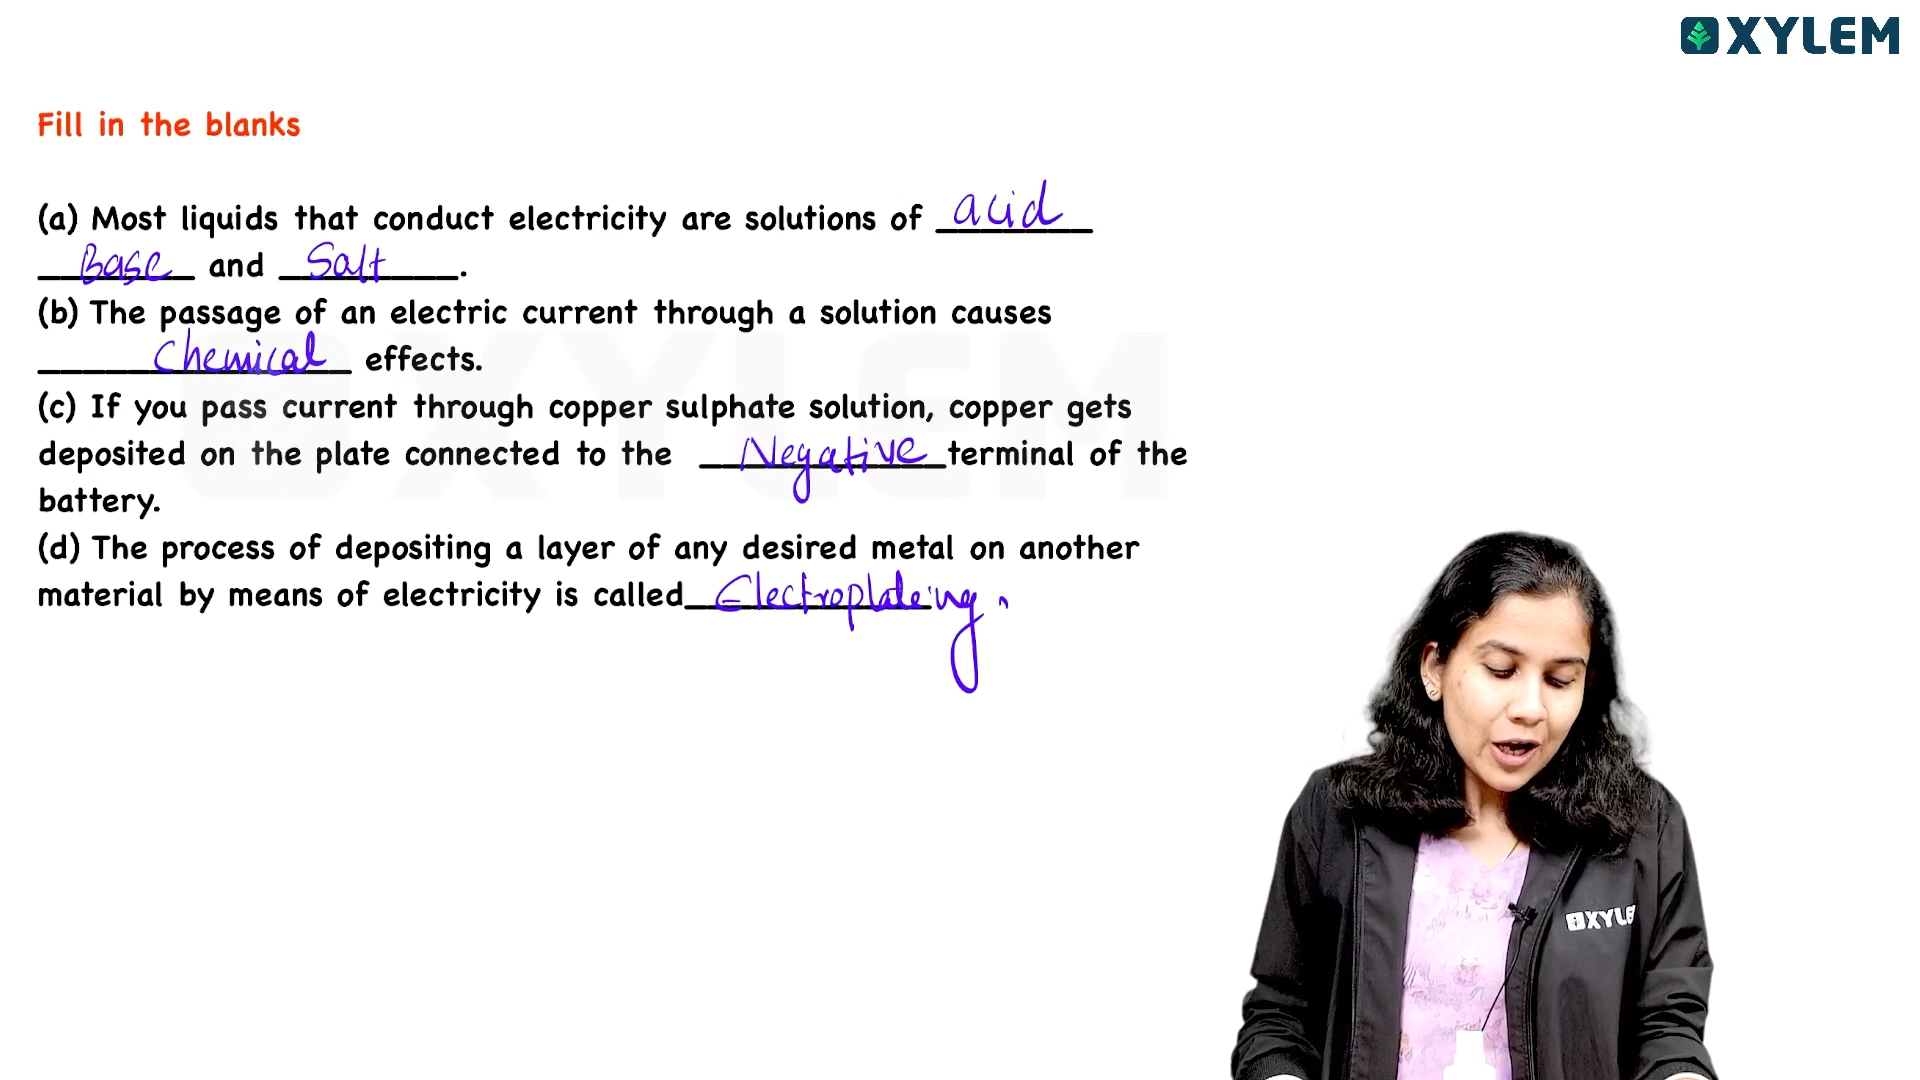 XYLEM
Fill in the blanks
(a) Most liquids that conduct electricity are solutions of acid
Base and Salt.
(b) The passage of an electric current through a solution causes
Chemical effects.
(c) If you pass current through copper sulphate solution, copper gets
deposited on the plate connected to the Negative terminal of the
battery.
(d) The process of depositing a layer of any desired metal on another
material by means of electricity is called Electroplateing.
XYLEM
XYLE